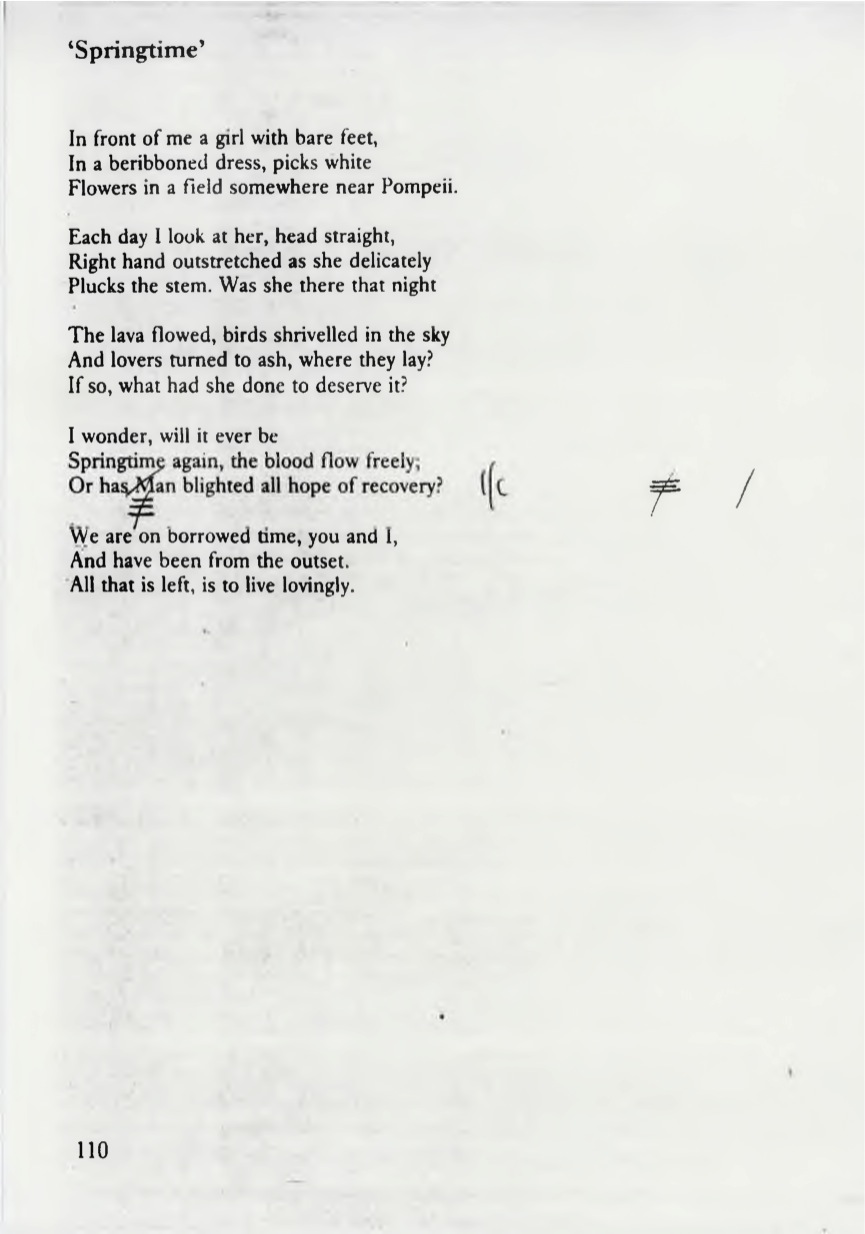 ‘Springtime’
In front of me a girl with bare feet,
In a beribboned dress, picks white
Flowers in a field somewhere near Pompeii.
Each day I look at her, head straight,
Right hand outstretched as she delicately
Plucks the stem. Was she there that night
The lava flowed, birds shrivelled in the sky
And lovers turned to ash, where they lay?
If so, what had she done to deserve it?
I wonder, will it ever be
Springtime again, the blood flow freely;
Or has Man blighted all hope of recovery?
We are on borrowed time, you and I,
And have been from the outset.
All that is left, is to live lovingly.
110